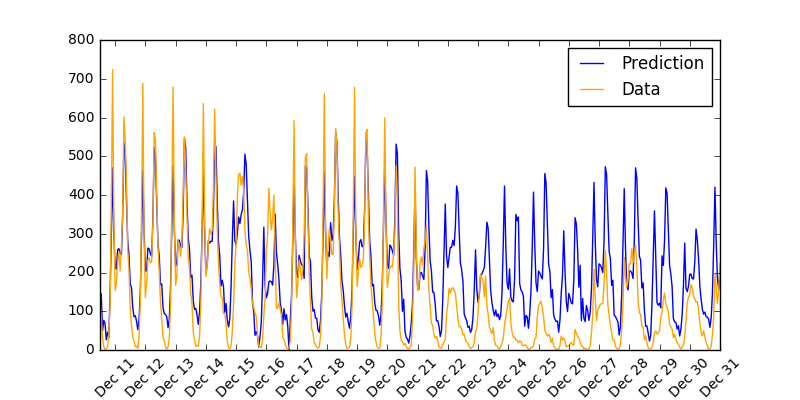 800
700
600
500
400
300
200
100
0
Prediction
Data
Dec 11
Dec 12
Dec 13
Dec 14
Dec 15
Dec 16
Dec 17
Dec 18
Dec 19
Dec 20
Dec 21
Dec 22
Dec 23
Dec 24
Dec 25
Dec 26
Dec 27
Dec 28
Dec 29
Dec 30
Dec 31